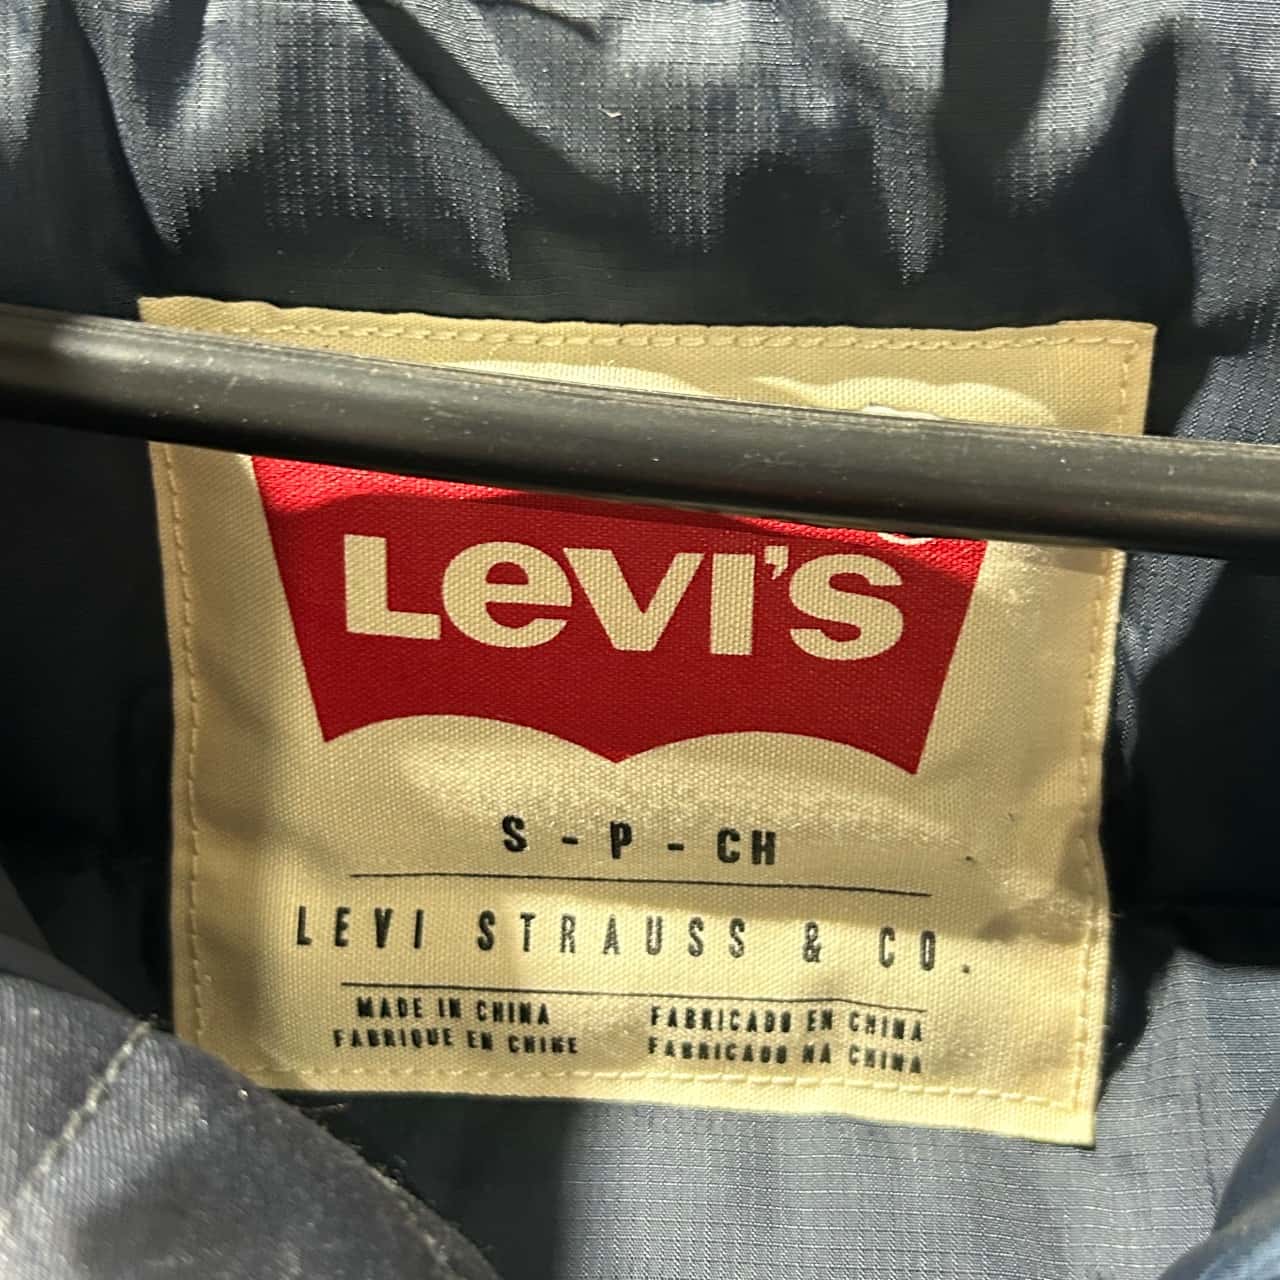 LEVI'S
S - P - CH
LEVI STRAUSS & CO.
MADE IN CHINA
FABRIQUE EN CHINE
FABRICADO EN CHINA
FABRICADO NA CHINA